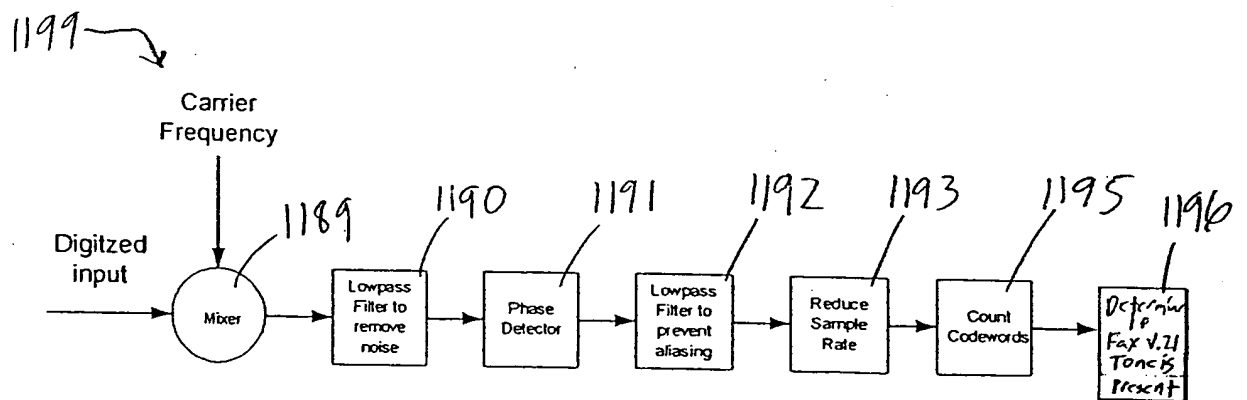 1199
Carrier
Frequency
1189
1190
1191
1192
1193
1195
1196
Digitzed
input
Mixer
Lowpass
Filter to
remove
noise
Phase
Detector
Lowpass
Filter to
prevent
aliasing
Reduce
Sample
Rate
Count
Codewords
Fax V.21
Tone is
Present